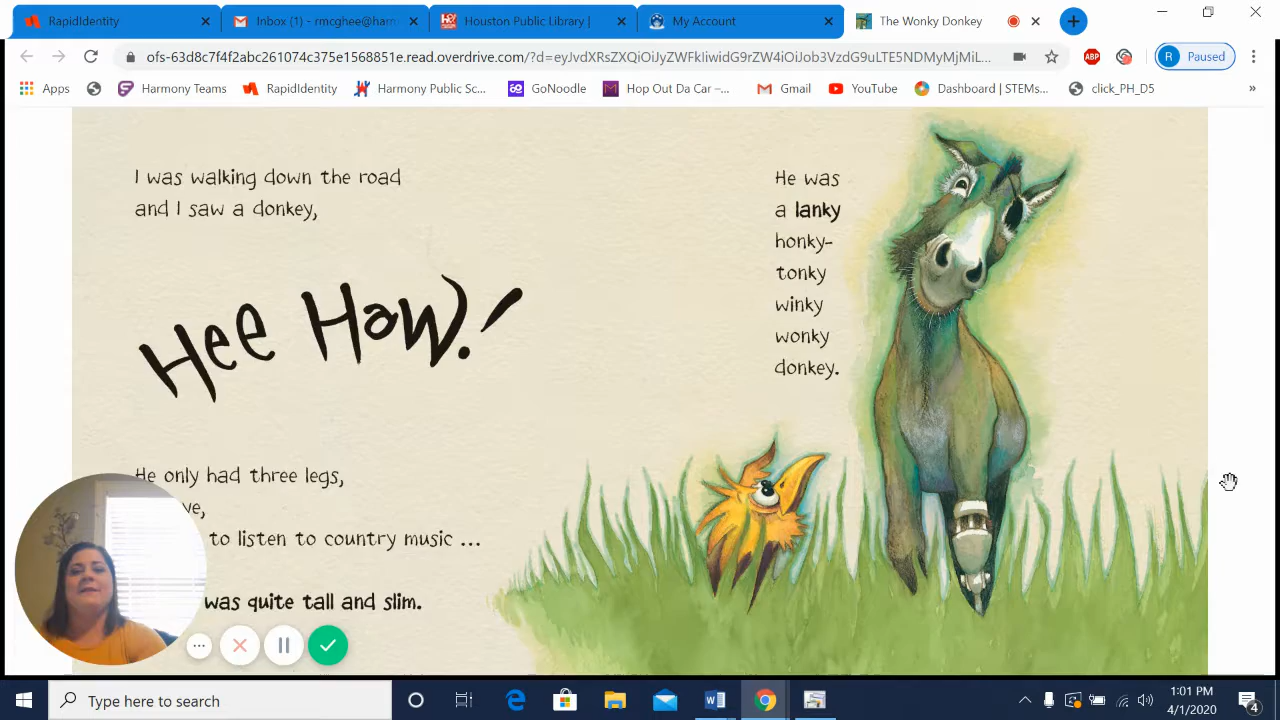 RapidIdentity
Inbox (1) - rmcghee@harm
Houston Public Library |
My Account
The Wonky Donkey
ofs-63d8c7f4f2abc261074c375e1568851e.read.overdrive.com/?d=
Paused
Apps
Harmony Teams
RapidIdentity
Harmony Public Sc...
GoNoodle
Hop Out Da Car –...
Gmail
YouTube
Dashboard | STEMs...
click_PH_D5
»
I was walking down the road
and I saw a donkey,
Hee Haw!
He only had three legs,
ve,
to listen to country music ...
was quite tall and slim.
He was
a lanky
honky-
tonky
winky
wonky
donkey.
Type here to search
1:01 PM
4/1/2020
4